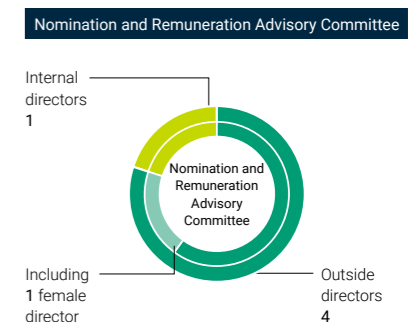 Nomination and Remuneration Advisory Committee
Internal
directors
1
Nomination and
Remuneration
Advisory
Committee
Including
1 female
director
Outside
directors
4